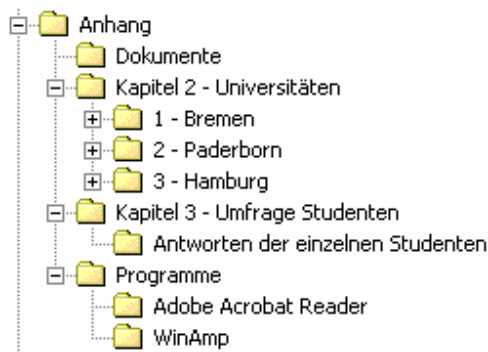 Anhang
Dokumente
Kapitel 2 - Universitäten
1 - Bremen
2 - Paderborn
3 - Hamburg
Kapitel 3 - Umfrage Studenten
Antworten der einzelnen Studenten
Programme
Adobe Acrobat Reader
WinAmp